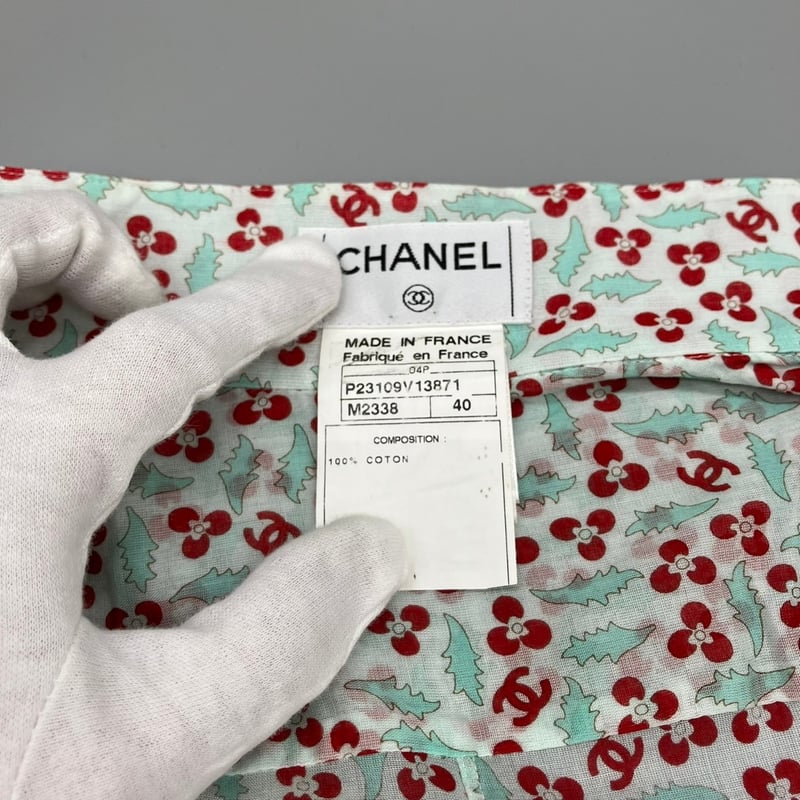 CHANEL
MADE IN FRANCE
Fabriqué en France
04P
P23109V13871
M2338 40
COMPOSITION :
100% COTON